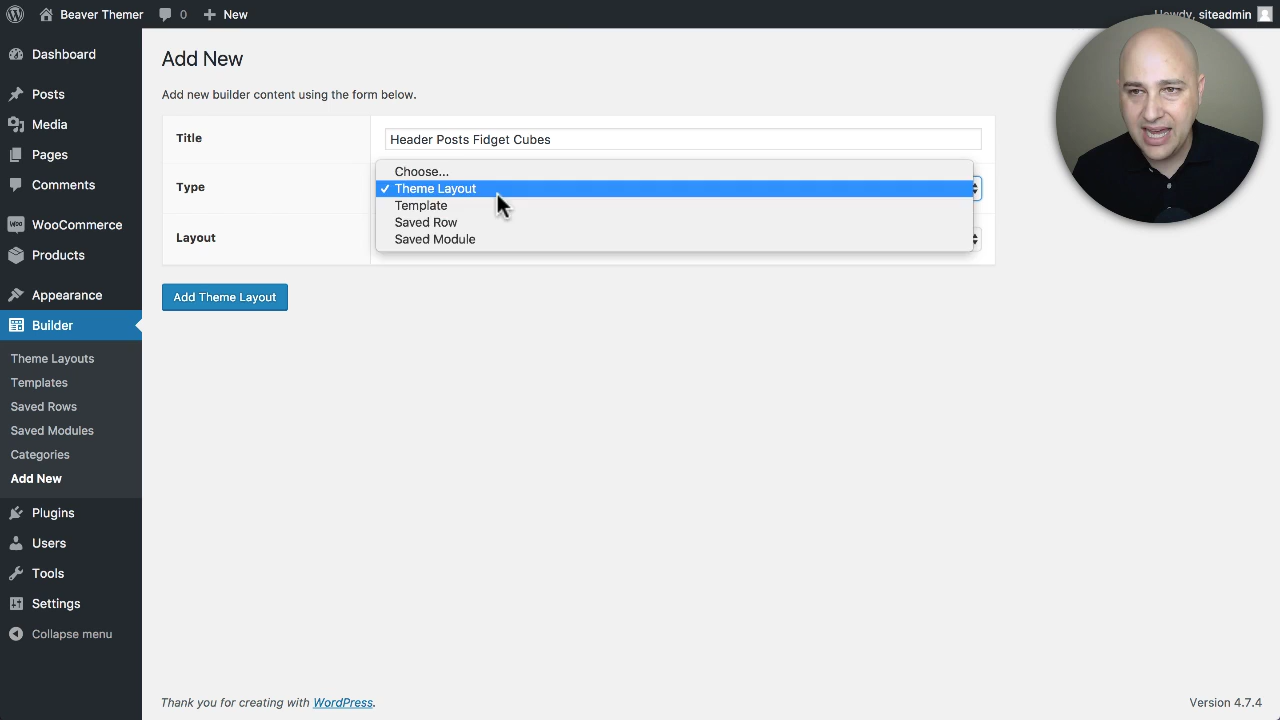 Beaver Themer 0 New
Howdy, siteadmin
Dashboard
Posts
Media
Pages
Comments
WooCommerce
Products
Appearance
Builder
Theme Layouts
Templates
Saved Rows
Saved Modules
Categories
Add New
Plugins
Users
Tools
Settings
Collapse menu
Add New
Add new builder content using the form below.
Title
Header Posts Fidget Cubes
Type
Choose...
✓ Theme Layout
Template
Saved Row
Saved Module
Layout
Add Theme Layout
Thank you for creating with WordPress.
Version 4.7.4